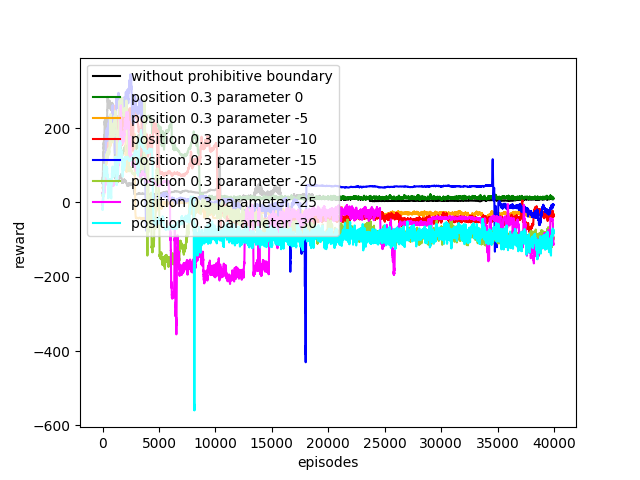 without prohibitive boundary
position 0.3 parameter 0
position 0.3 parameter -5
position 0.3 parameter -10
position 0.3 parameter -15
position 0.3 parameter -20
position 0.3 parameter -25
position 0.3 parameter -30
200
0
−200
−400
−600
reward
0 5000 10000 15000 20000 25000 30000 35000 40000
episodes